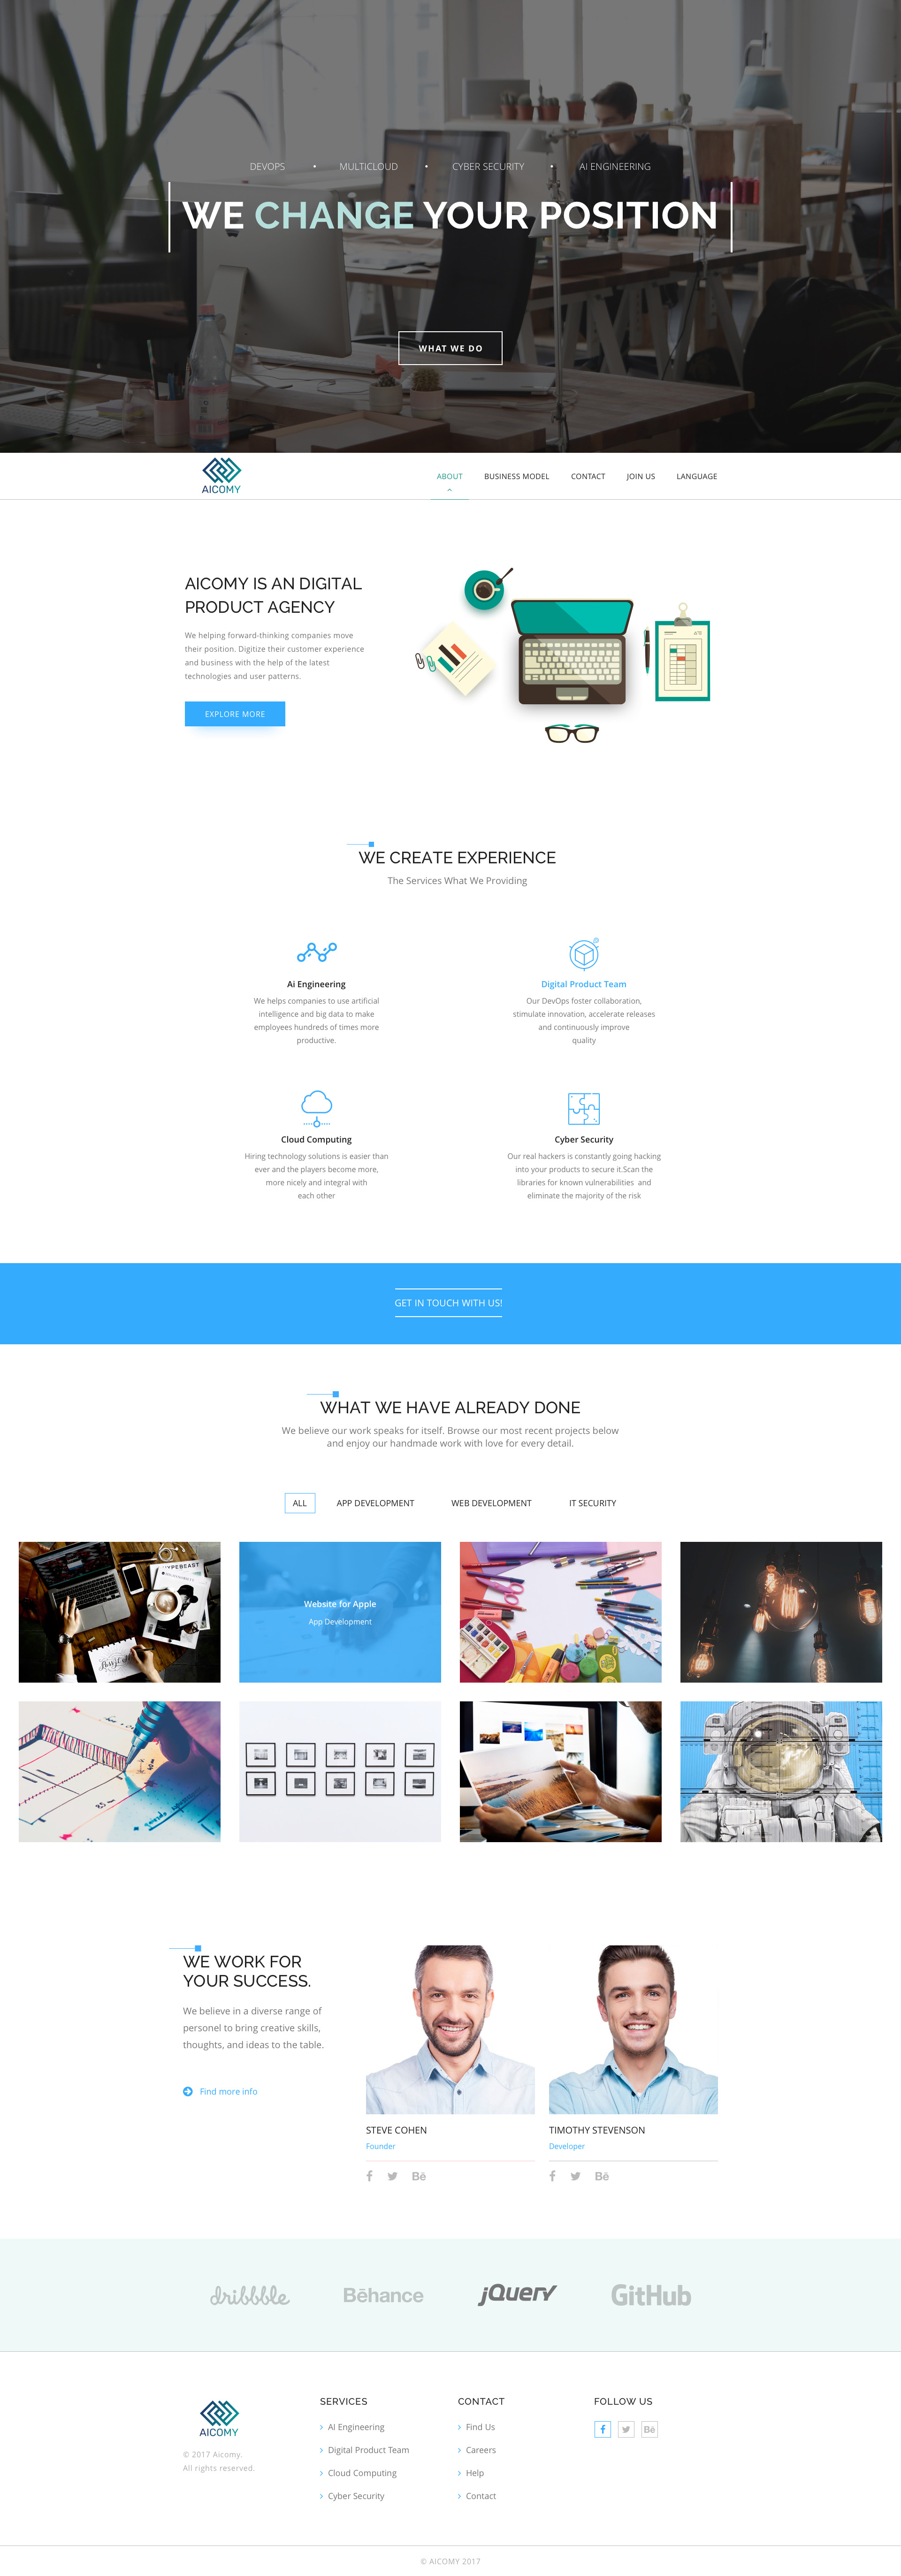 DEVOPS • MULTICLOUD • CYBER SECURITY • AI ENGINEERING
WE CHANGE YOUR POSITION
WHAT WE DO
AICOMY
ABOUT BUSINESS MODEL CONTACT JOIN US LANGUAGE
AICOMY IS AN DIGITAL
PRODUCT AGENCY
We helping forward-thinking companies move
their position. Digitize their customer experience
and business with the help of the latest
technologies and user patterns.
EXPLORE MORE
WE CREATE EXPERIENCE
The Services What We Providing
Ai Engineering
We helps companies to use artificial
intelligence and big data to make
employees hundreds of times more
productive.
Digital Product Team
Our DevOps foster collaboration,
stimulate innovation, accelerate releases
and continuously improve
quality
Cloud Computing
Hiring technology solutions is easier than
ever and the players become more,
more nicely and integral with
each other
Cyber Security
Our real hackers is constantly going hacking
into your products to secure it.Scan the
libraries for known vulnerabilities and
eliminate the majority of the risk
GET IN TOUCH WITH US!
WHAT WE HAVE ALREADY DONE
We believe our work speaks for itself. Browse our most recent projects below
and enjoy our handmade work with love for every detail.
ALL APP DEVELOPMENT WEB DEVELOPMENT IT SECURITY
HYPEBEAST
Website for Apple
App Development
WE WORK FOR
YOUR SUCCESS.
We believe in a diverse range of
personel to bring creative skills,
thoughts, and ideas to the table.
Find more info
STEVE COHEN
Founder
Bē
TIMOTHY STEVENSON
Developer
Bē
dribbble Bēhance jQuery GitHub
AICOMY
© 2017 Aicomy.
All rights reserved.
SERVICES
AI Engineering
Digital Product Team
Cloud Computing
Cyber Security
CONTACT
Find Us
Careers
Help
Contact
FOLLOW US
Bē
© AICOMY 2017